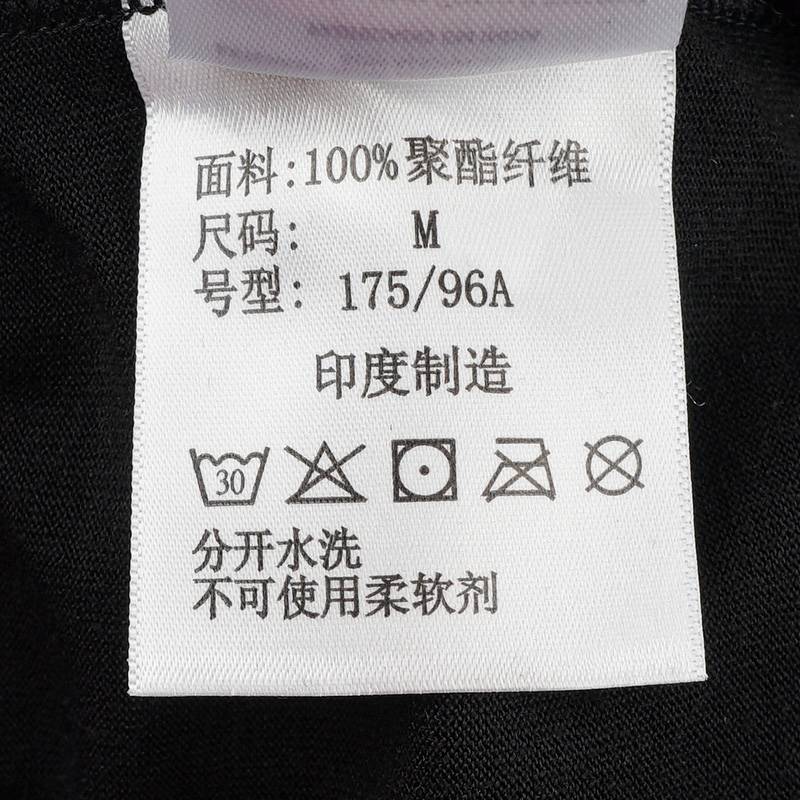 面料:100%聚酯纤维
尺码: M
号型: 175/96A
印度制造
30
分开水洗
不可使用柔软剂